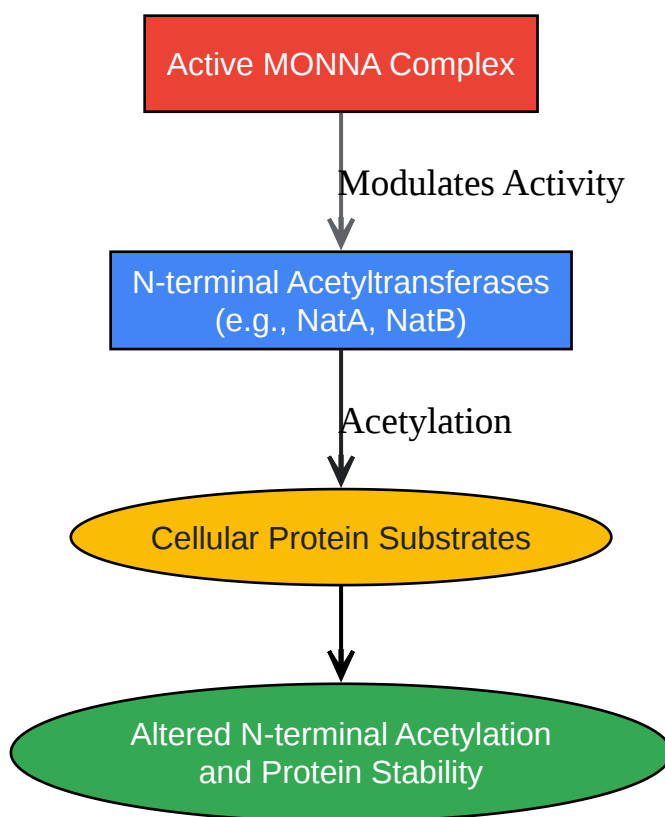 Active MONNA Complex
Modulates Activity
N-terminal Acetyltransferases
(e.g., NatA, NatB)
Acetylation
Cellular Protein Substrates
Altered N-terminal Acetylation
and Protein Stability